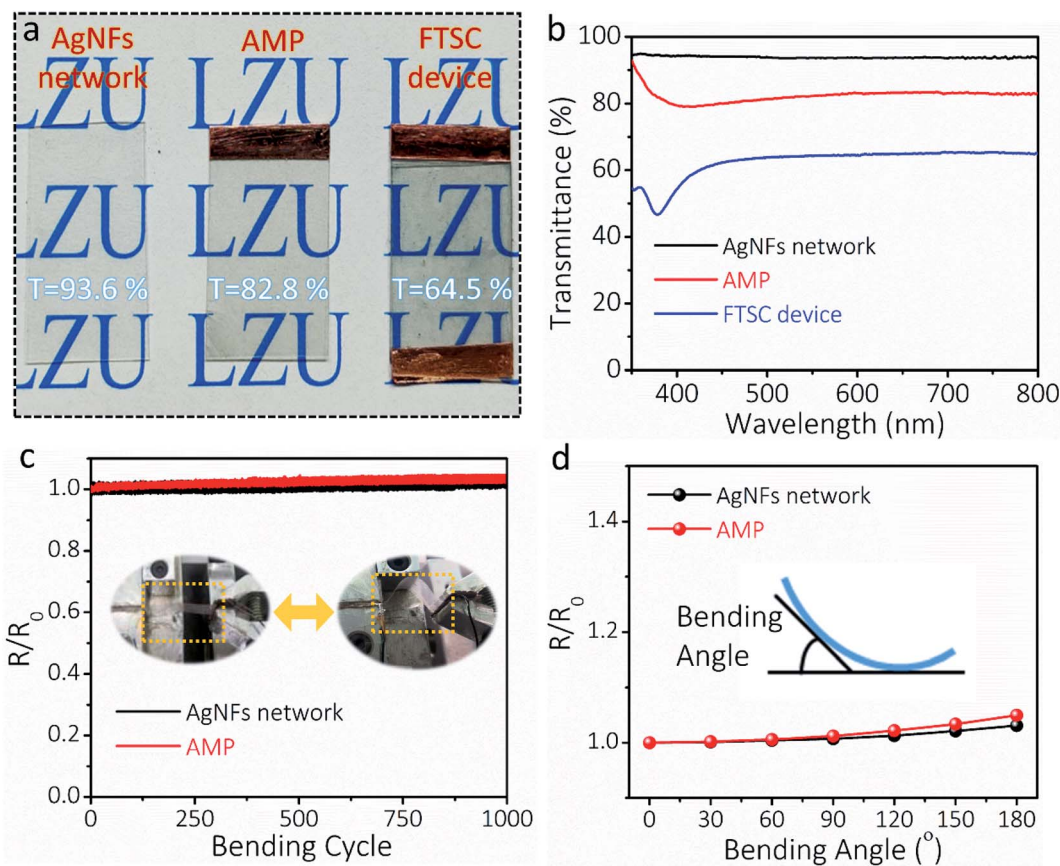 a
AgNFs network
AMP
FTSC device
LZU LZU LZU
LZU LZU LZU
T=93.6 % T=82.8 % T=64.5 %
LZU LZU LZU
b
Transmittance (%)
100
80
60
40
20
0
AgNFs network
AMP
FTSC device
400 500 600 700 800
Wavelength (nm)
c
R/R0
1.0
0.8
0.6
0.4
0.2
0.0
AgNFs network
AMP
0 250 500 750 1000
Bending Cycle
d
R/R0
1.4
1.2
1.0
AgNFs network
AMP
Bending
Angle
0 30 60 90 120 150 180
Bending Angle (°)